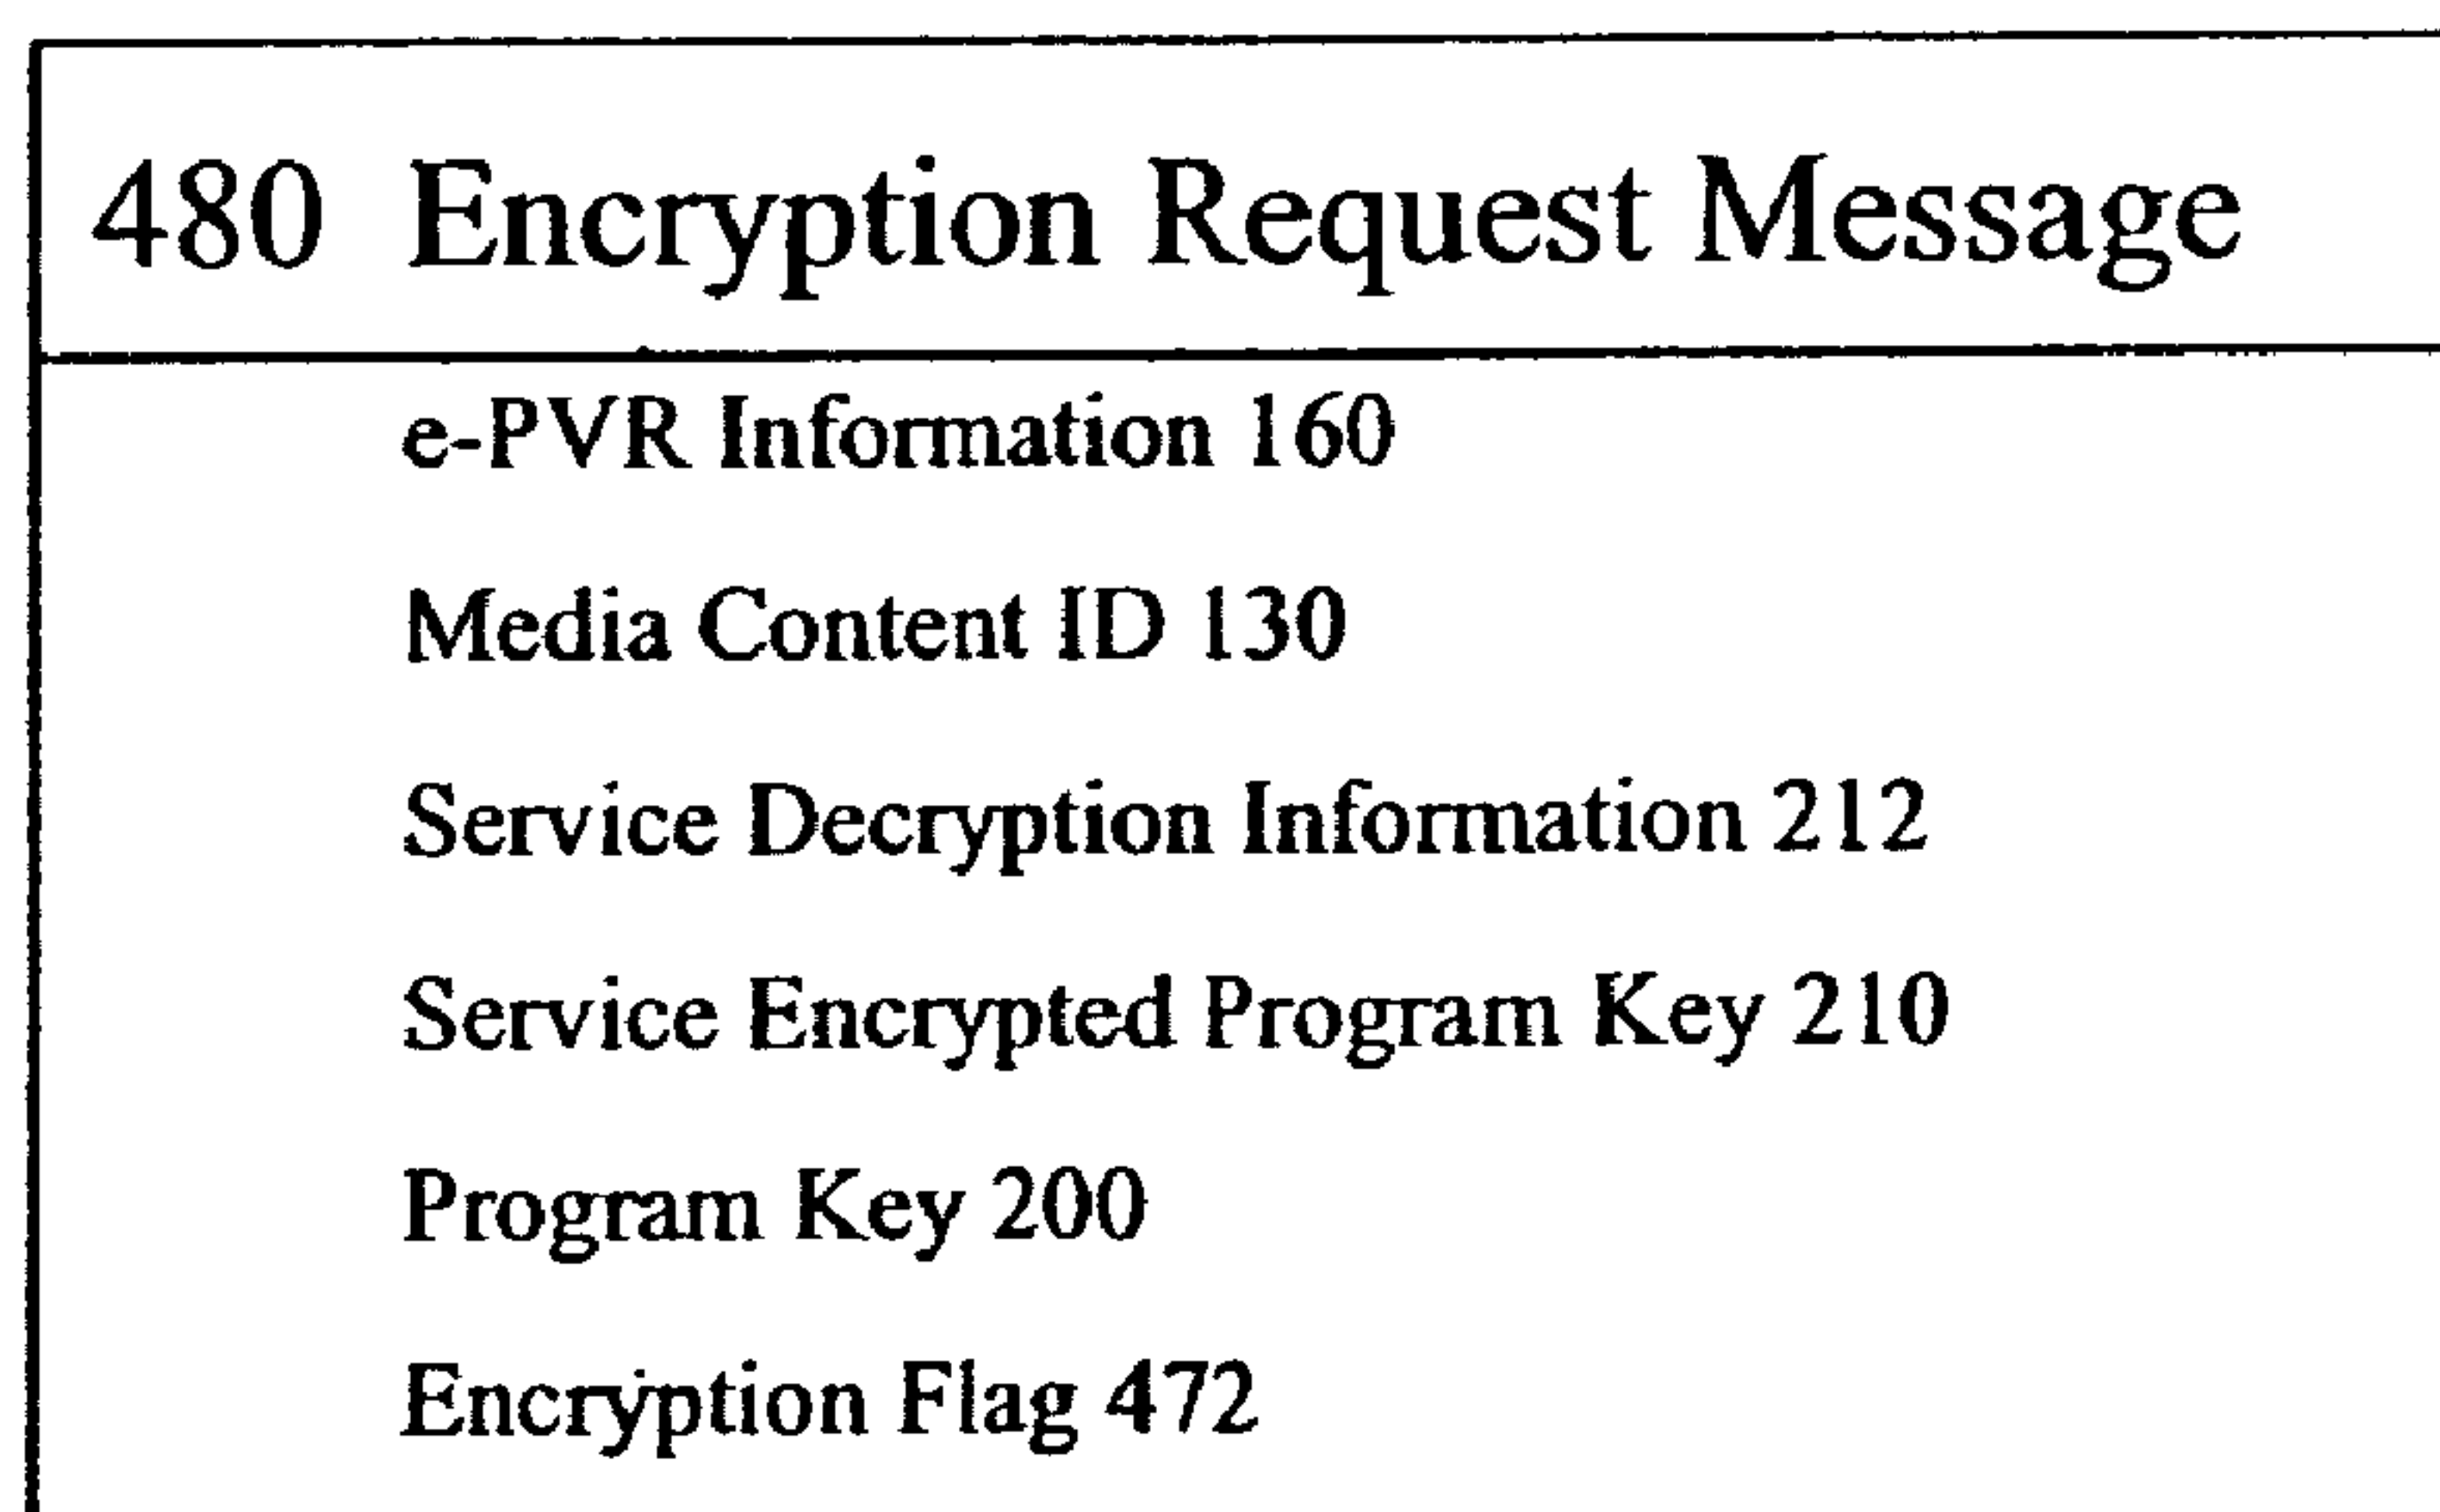 480 Encryption Request Message
e-PVR Information 160
Media Content ID 130
Service Decryption Information 212
Service Encrypted Program Key 210
Program Key 200
Encryption Flag 472